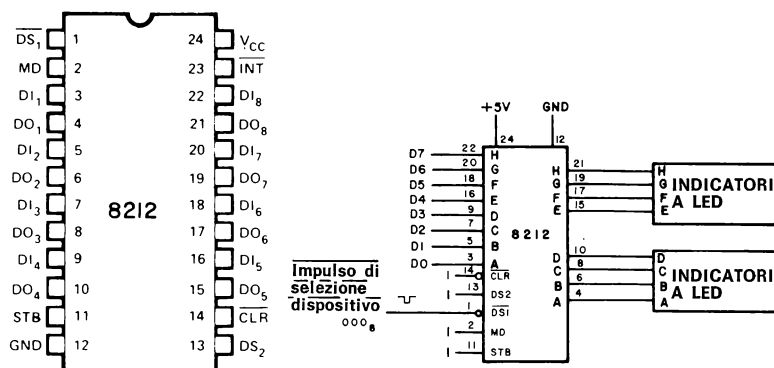 DS1 1 24 VCC
MD 2 23 INT
DI1 3 22 DI8
DO1 4 21 DO8
DI2 5 20 DI7
DO2 6 19 DO7
DI3 7 18 DI6
DO3 8 17 DO6
DI4 9 16 DI5
DO4 10 15 DO5
STB 11 14 CLR
GND 12 13 DS2
8212
+5V GND
24 12
D7 22 H
D6 20 G
D5 18 F
D4 16 E
D3 9 D
D2 7 C
D1 5 B
D0 3 A
14 CLR
1 13 DS2
1 DS1
1 2 MD
1 11 STB
8212
H 21 H
G 19 G
F 17 F
E 15 E
INDICATORI
A LED
D 10 D
C 8 C
B 6 B
A 4 A
INDICATORI
A LED
Impulso di
selezione
dispositivo
0008
1